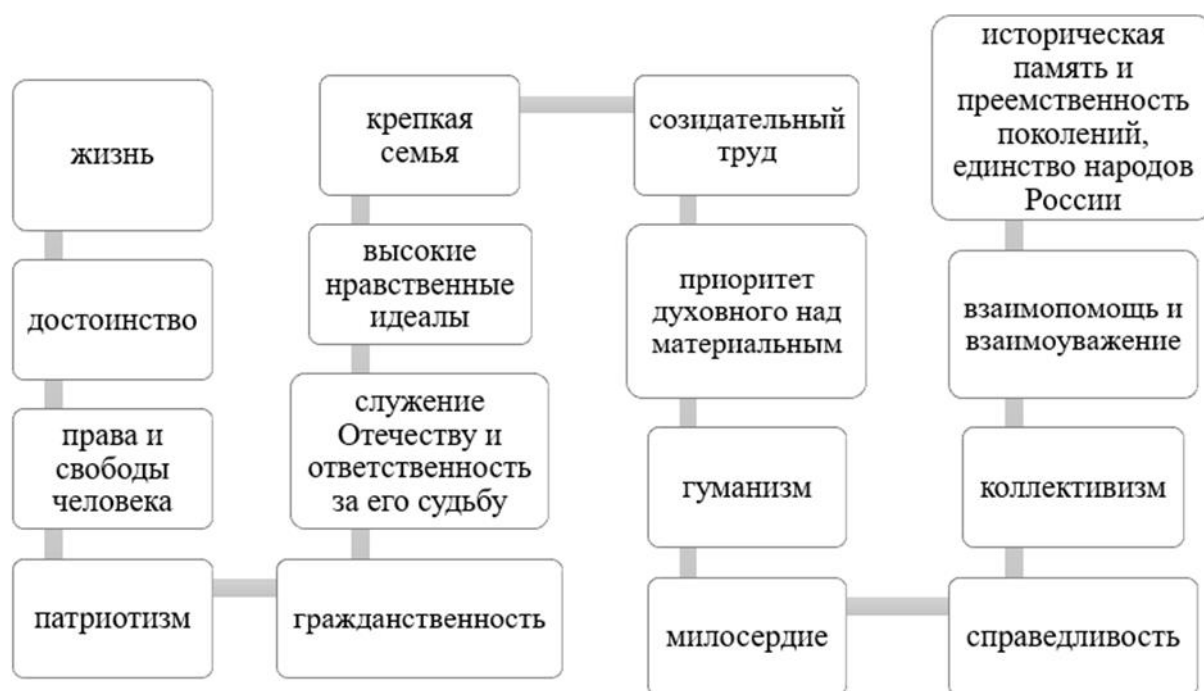 жизнь
достоинство
права и
свободы
человека
патриотизм
гражданственность
служение
Отечеству и
ответственность
за его судьбу
высокие
нравственные
идеалы
крепкая
семья
созидательный
труд
приоритет
духовного над
материальным
гуманизм
милосердие
справедливость
коллективизм
взаимопомощь и
взаимоуважение
историческая
память и
преемственность
поколений,
единство народов
России